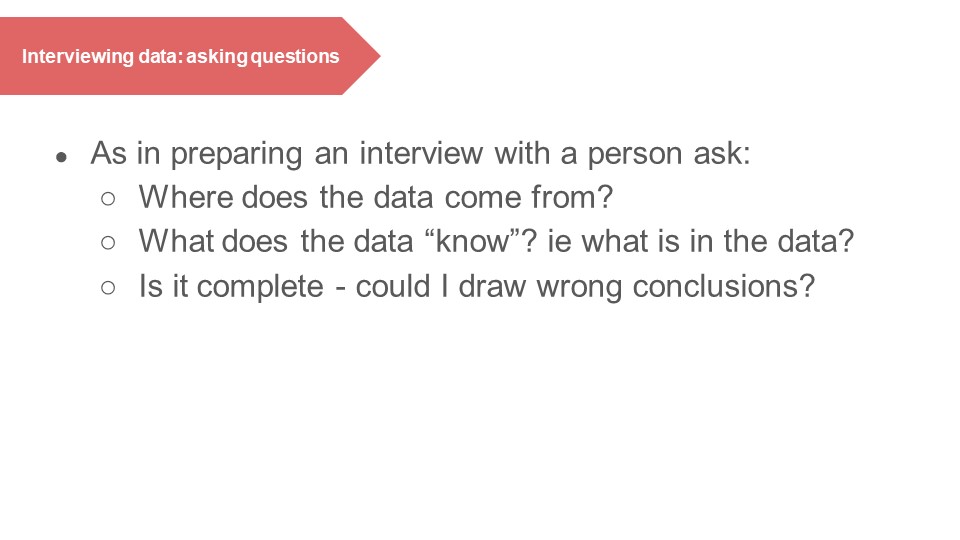 Interviewing data: asking questions
● As in preparing an interview with a person ask:
○ Where does the data come from?
○ What does the data “know”? ie what is in the data?
○ Is it complete - could I draw wrong conclusions?